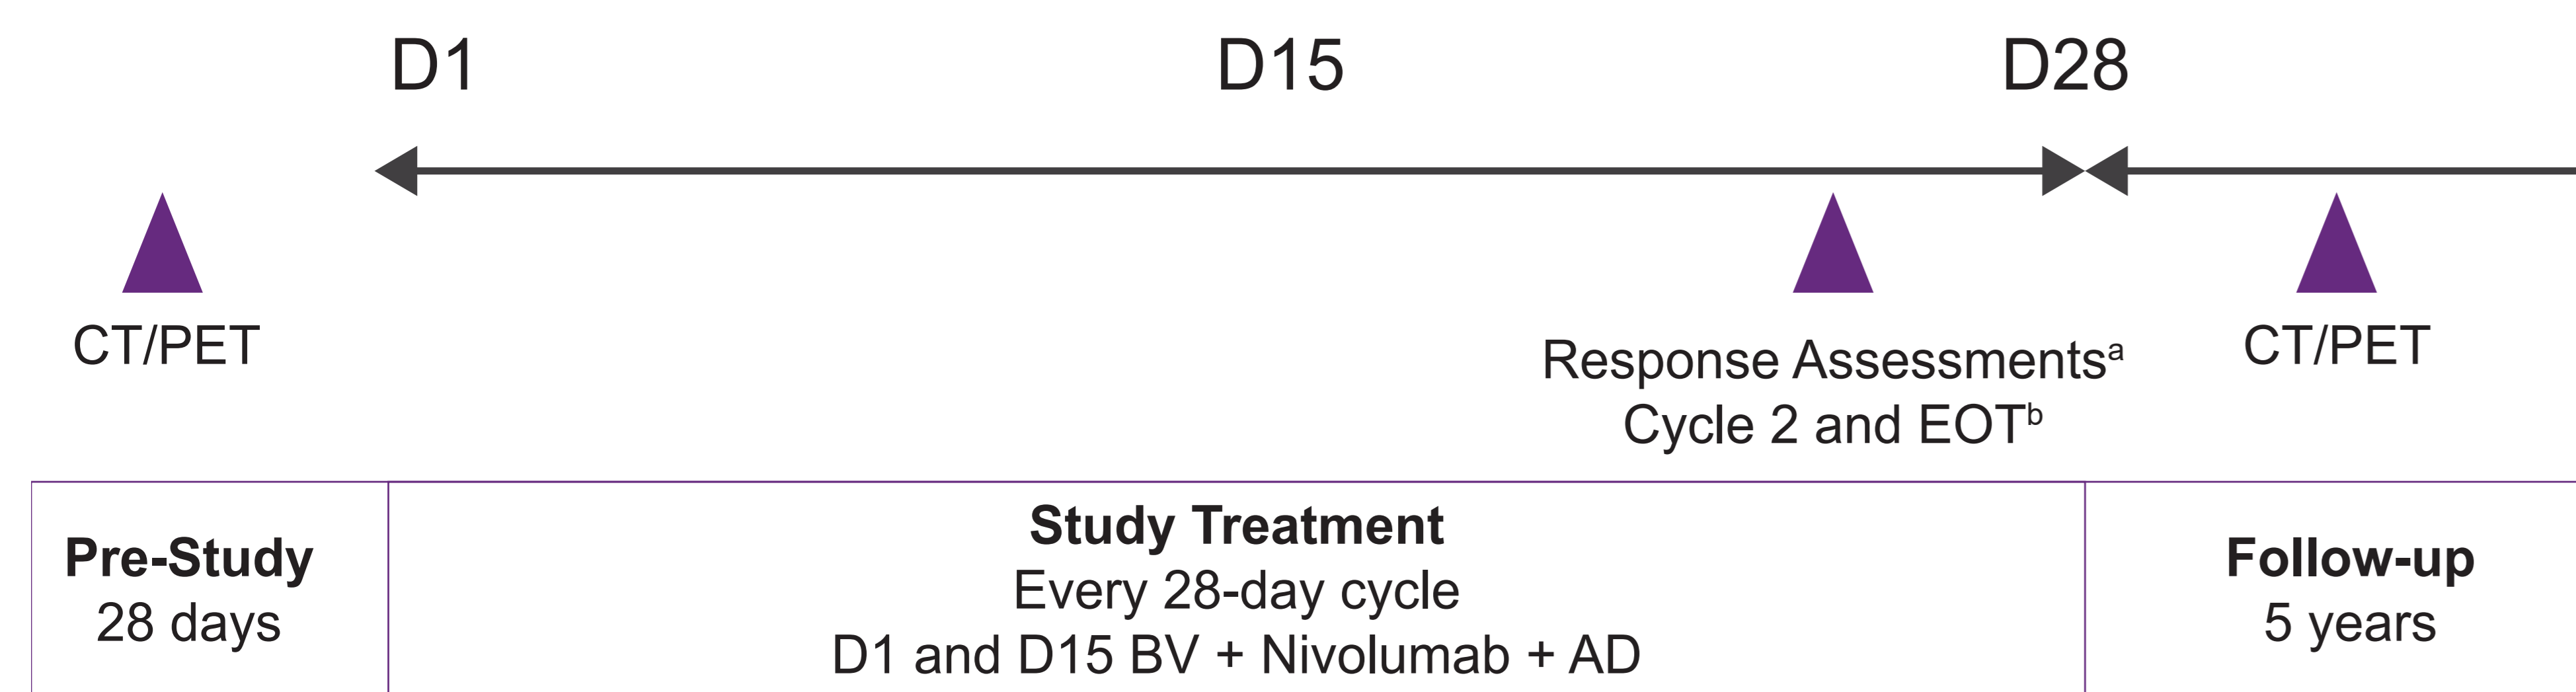 D1 D15 D28
CT/PET
Response Assessmentsᵃ
Cycle 2 and EOTᵇ
CT/PET
Pre-Study
28 days
Study Treatment
Every 28-day cycle
D1 and D15 BV + Nivolumab + AD
Follow-up
5 years